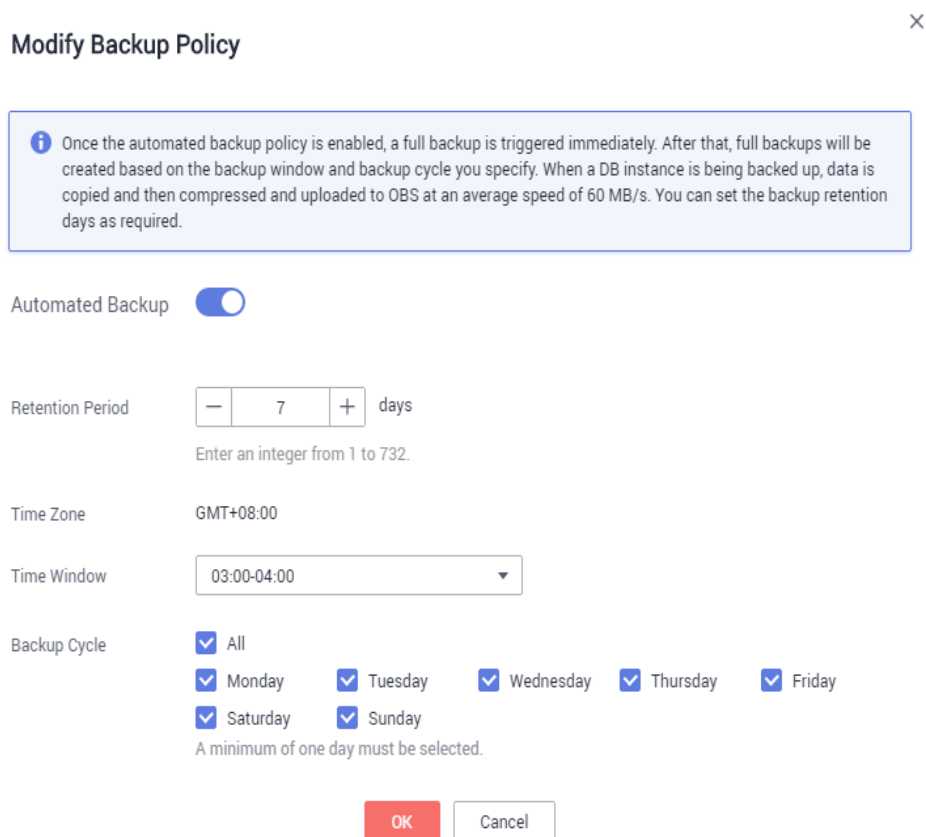 Modify Backup Policy
Once the automated backup policy is enabled, a full backup is triggered immediately. After that, full backups will be
created based on the backup window and backup cycle you specify. When a DB instance is being backed up, data is
copied and then compressed and uploaded to OBS at an average speed of 60 MB/s. You can set the backup retention
days as required.
Automated Backup
Retention Period 7 days
Enter an integer from 1 to 732.
Time Zone GMT+08:00
Time Window 03:00-04:00
Backup Cycle All
Monday Tuesday Wednesday Thursday Friday
Saturday Sunday
A minimum of one day must be selected.
OK Cancel